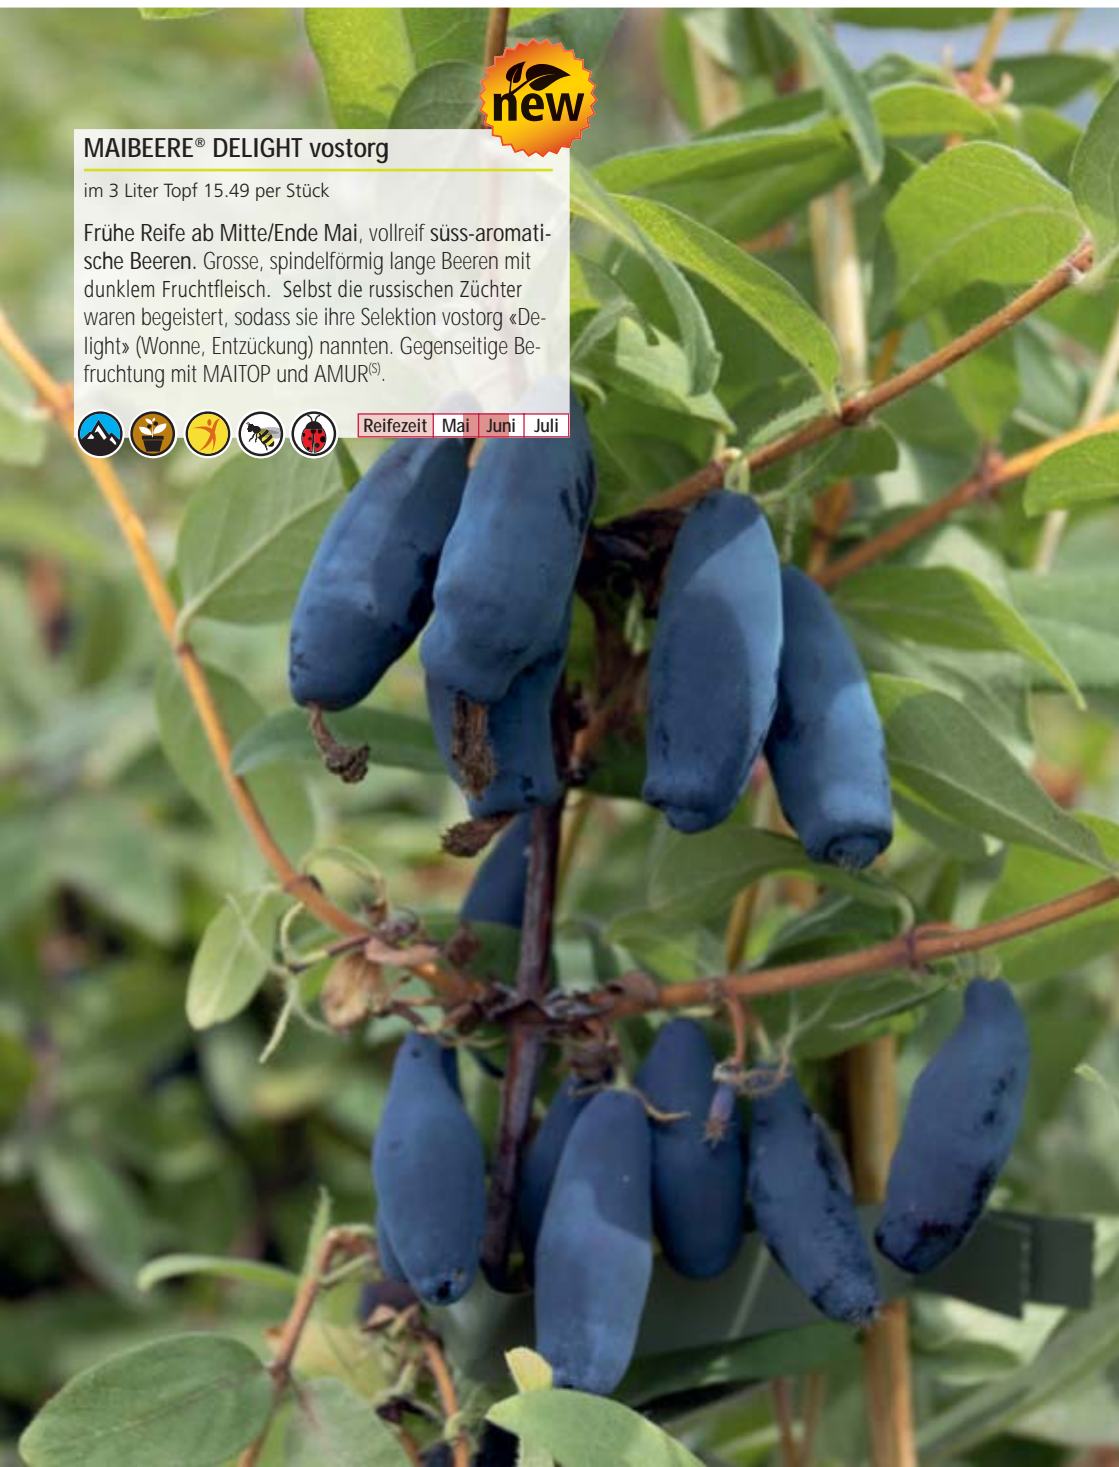 new
MAIBEERE® DELIGHT vostorg
im 3 Liter Topf 15.49 per Stück
Frühe Reife ab Mitte/Ende Mai, vollreif süss-aromati-
sche Beeren. Grosse, spindelförmig lange Beeren mit
dunklem Fruchtfleisch. Selbst die russischen Züchter
waren begeistert, sodass sie ihre Selektion vostorg «De-
light» (Wonne, Entzückung) nannten. Gegenseitige Be-
fruchtung mit MAITOP und AMUR(S).
Reifezeit Mai Juni Juli